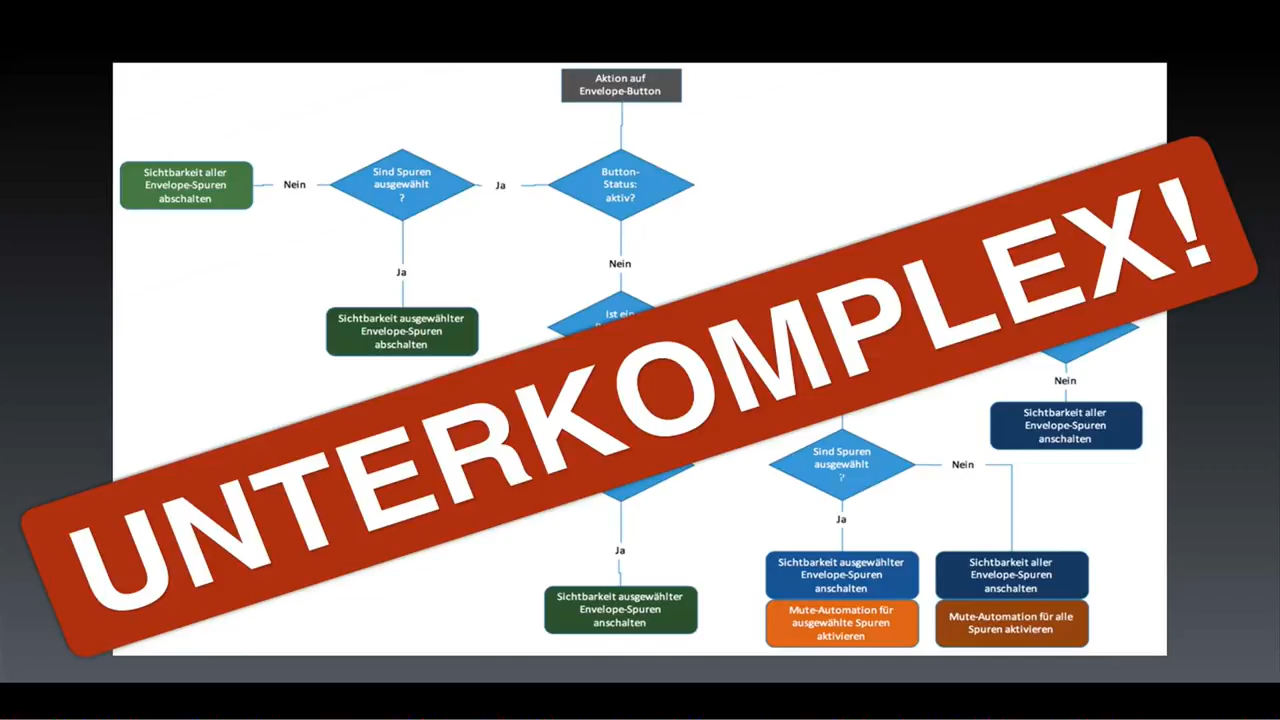 Aktion auf
Envelope-Button
Sichtbarkeit aller
Envelope-Spuren
abschalten
Nein
Sind Spuren
ausgewählt
?
Ja
Button-
Status:
aktiv?
Ja
Nein
Sichtbarkeit ausgewählter
Envelope-Spuren
abschalten
Ist ein
UNTERKOMPLEX!
Nein
Sichtbarkeit aller
Envelope-Spuren
anschalten
Sind Spuren
ausgewählt
?
Nein
Ja
Ja
Sichtbarkeit ausgewählter
Envelope-Spuren
anschalten
Sichtbarkeit ausgewählter
Envelope-Spuren
anschalten
Mute-Automation für
ausgewählte Spuren
aktivieren
Sichtbarkeit aller
Envelope-Spuren
anschalten
Mute-Automation für alle
Spuren aktivieren